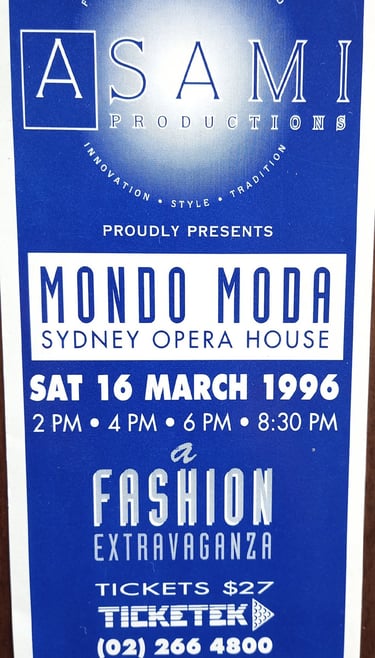 ASAMI
PRODUCTIONS
INNOVATION • STYLE • TRADITION
PROUDLY PRESENTS
MONDO MODA
SYDNEY OPERA HOUSE
SAT 16 MARCH 1996
2 PM • 4 PM • 6 PM • 8:30 PM
a
FASHION
EXTRAVAGANZA
TICKETS $27
TICKETEK
(02) 266 4800